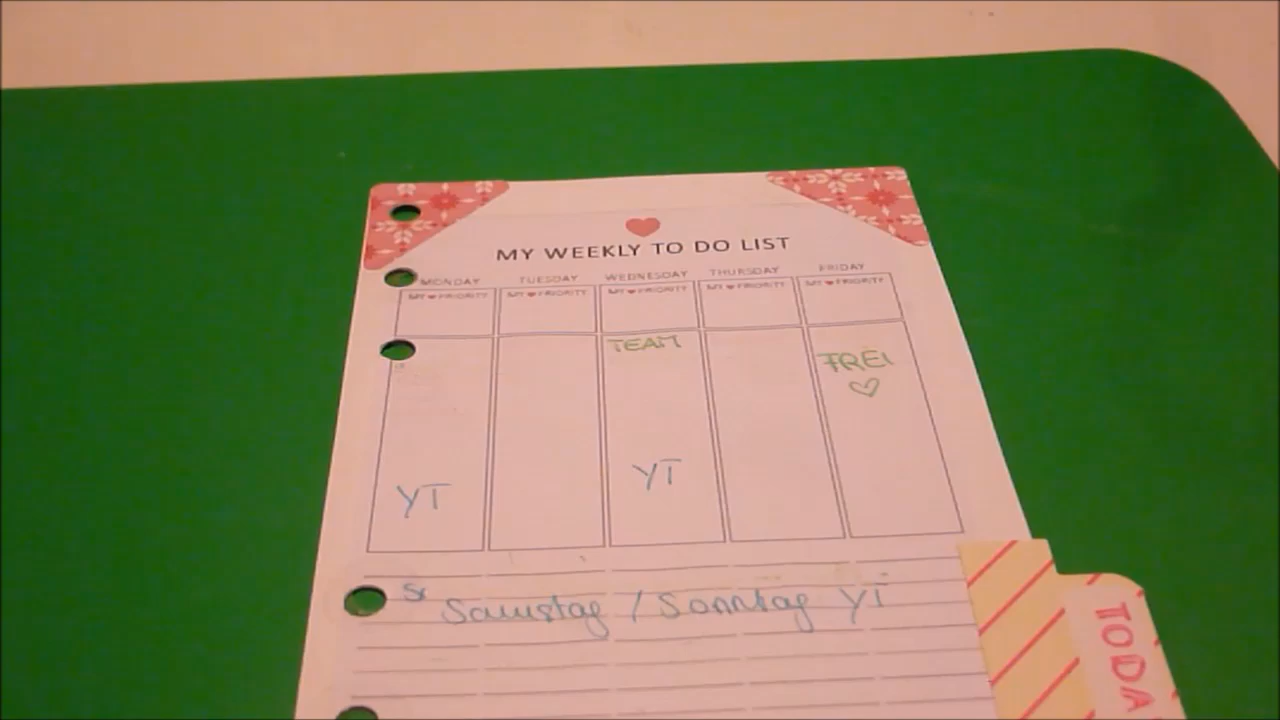 MY WEEKLY TO DO LIST
MONDAY TUESDAY WEDNESDAY THURSDAY FRIDAY
MY ♥ PRIORITY MY ♥ PRIORITY MY ♥ PRIORITY MY ♥ PRIORITY MY ♥ PRIORITY
TEAM
FREI
♡
YT
YT
Samstag / Sonntag YT
TODA